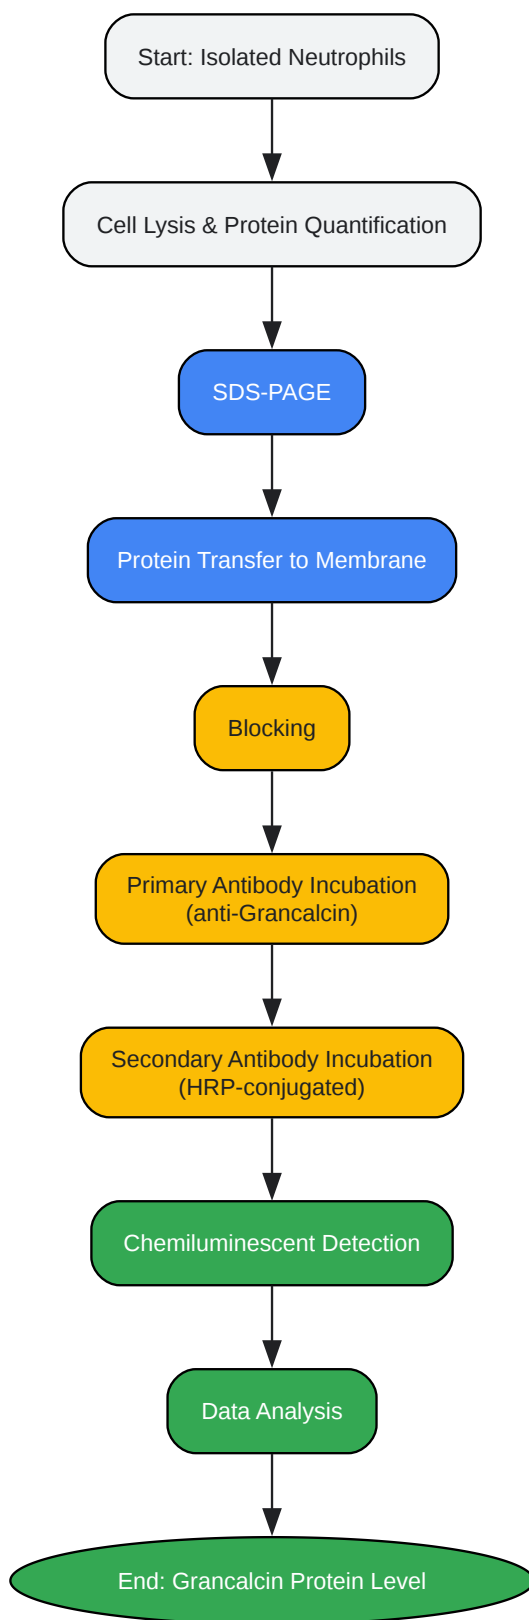 Start: Isolated Neutrophils
Cell Lysis & Protein Quantification
SDS-PAGE
Protein Transfer to Membrane
Blocking
Primary Antibody Incubation
(anti-Grancalcin)
Secondary Antibody Incubation
(HRP-conjugated)
Chemiluminescent Detection
Data Analysis
End: Grancalcin Protein Level